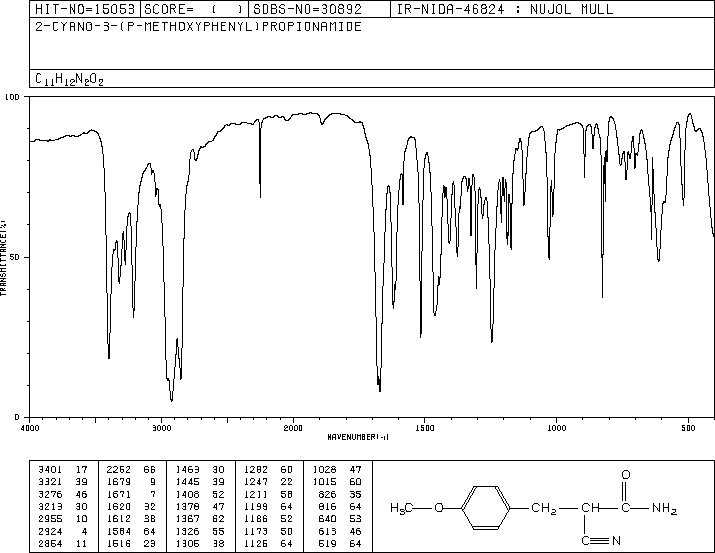 HIT-NO=15053 SCORE= ( ) SDBS-NO=30892 IR-NIDA-46824 : NUJOL MULL
2-CYANO-3-(P-METHOXYPHENYL)PROPIONAMIDE
C11H12N2O2
100
50
0
TRANSMITTANCE(%)
4000 3000 2000 1500 1000 500
WAVENUMBER(-1)
3401 17 2252 66 1463 30 1282 60 1028 47
3321 39 1679 9 1445 39 1247 22 1015 60
3276 46 1671 7 1408 52 1211 58 826 35
3213 30 1620 32 1378 47 1199 64 816 64
2955 10 1612 38 1367 62 1186 52 640 53
2924 4 1584 64 1326 55 1173 50 613 46
2854 11 1516 23 1305 38 1126 64 519 64
O
H3C O CH2 CH C NH2
C≡N